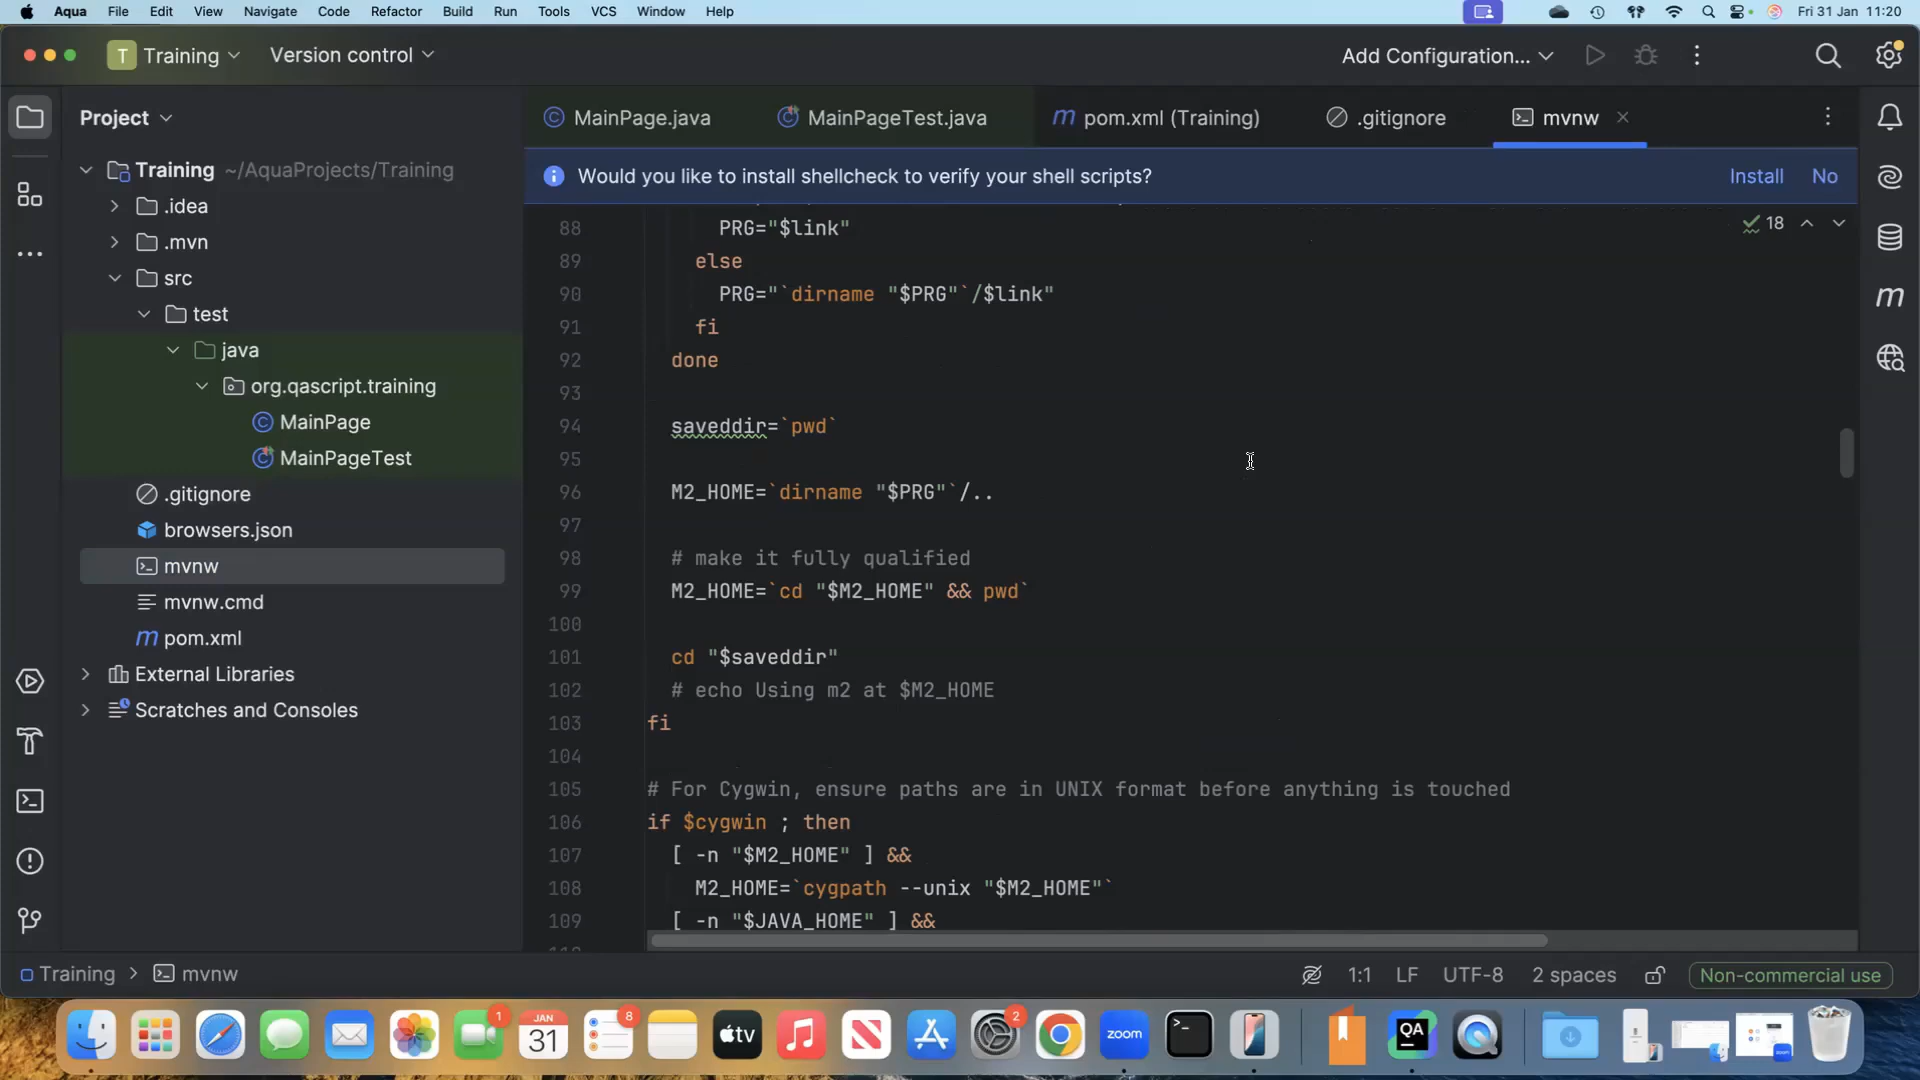 Aqua File Edit View Navigate Code Refactor Build Run Tools VCS Window Help Fri 31 Jan 11:20
T Training Version control Add Configuration...
Project
MainPage.java MainPageTest.java m pom.xml (Training) .gitignore mvnw
Would you like to install shellcheck to verify your shell scripts? Install No
Training ~/AquaProjects/Training
.idea
.mvn
src
test
java
org.qascript.training
MainPage
MainPageTest
.gitignore
browsers.json
mvnw
mvnw.cmd
m pom.xml
External Libraries
Scratches and Consoles
18
88 PRG="$link"
89 else
90 PRG="`dirname "$PRG"`/$link"
91 fi
92 done
93
94 saveddir=`pwd`
95
96 M2_HOME=`dirname "$PRG"`/..
97
98 # make it fully qualified
99 M2_HOME=`cd "$M2_HOME" && pwd`
100
101 cd "$saveddir"
102 # echo Using m2 at $M2_HOME
103 fi
104
105 # For Cygwin, ensure paths are in UNIX format before anything is touched
106 if $cygwin ; then
107 [ -n "$M2_HOME" ] &&
108 M2_HOME=`cygpath --unix "$M2_HOME"`
109 [ -n "$JAVA_HOME" ] &&
m
Training mvnw 1:1 LF UTF-8 2 spaces Non-commercial use
1 JAN 31 8 tv 2 zoom QA